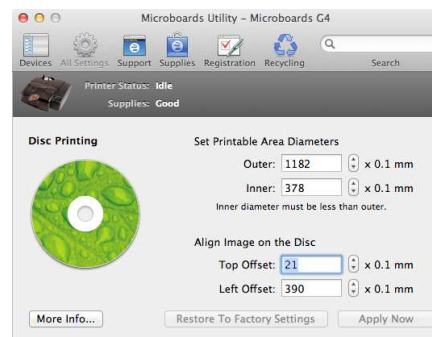 Microboards Utility – Microboards G4
Devices All Settings Support Supplies Registration Recycling Search
Printer Status: Idle
Supplies: Good
Disc Printing
Set Printable Area Diameters
Outer: 1182 x 0.1 mm
Inner: 378 x 0.1 mm
Inner diameter must be less than outer.
Align Image on the Disc
Top Offset: 21 x 0.1 mm
Left Offset: 390 x 0.1 mm
More Info... Restore To Factory Settings Apply Now